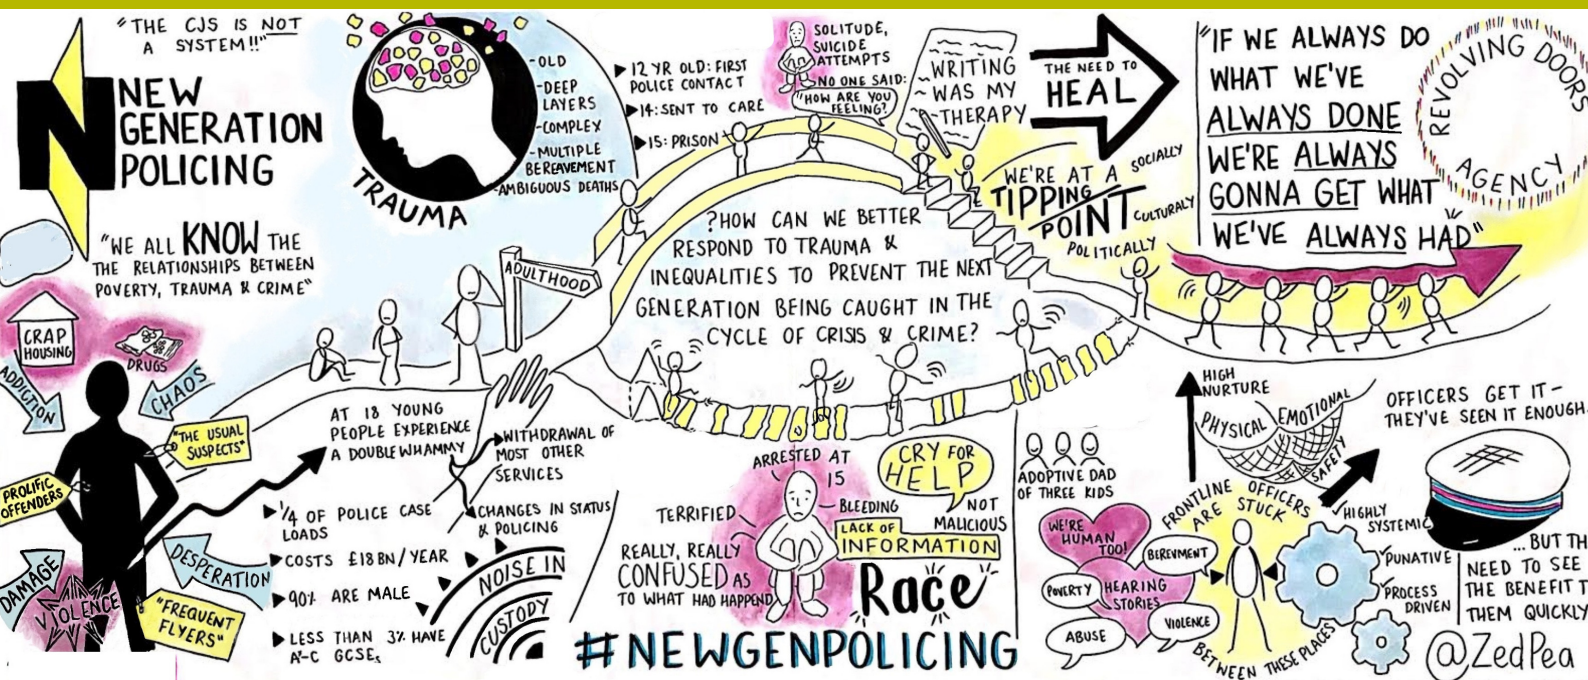 "THE CJS IS NOT
A SYSTEM!!"
NEW
GENERATION
POLICING
"WE ALL KNOW THE
THE RELATIONSHIPS BETWEEN
POVERTY, TRAUMA & CRIME"
TRAUMA
-OLD
-DEEP
LAYERS
-COMPLEX
-MULTIPLE
BEREAVEMENT
-AMBIGUOUS DEATHS
12 YR OLD: FIRST
POLICE CONTACT
14: SENT TO CARE
15: PRISON
SOLITUDE,
SUICIDE
ATTEMPTS
NO ONE SAID:
"HOW ARE YOU
FEELING?
WRITING
WAS MY
THERAPY
THE NEED TO
HEAL
WE'RE AT A
TIPPING
POINT
SOCIALLY
CULTURALY
POLITICALLY
"IF WE ALWAYS DO
WHAT WE'VE
ALWAYS DONE
WE'RE ALWAYS
GONNA GET WHAT
WE'VE ALWAYS HAD"
REVOLVING DOORS
AGENCY
ADULTHOOD
?HOW CAN WE BETTER
RESPOND TO TRAUMA &
INEQUALITIES TO PREVENT THE NEXT
GENERATION BEING CAUGHT IN THE
CYCLE OF CRISIS & CRIME?
CRAP
HOUSING
DRUGS
ADDICTION
CHAOS
"THE USUAL
SUSPECTS"
PROLIFIC
OFFENDERS
DAMAGE
VIOLENCE
DESPERATION
"FREQUENT
FLYERS"
AT 18 YOUNG
PEOPLE EXPERIENCE
A DOUBLE WHAMMY
WITHDRAWAL OF
MOST OTHER
SERVICES
CHANGES IN STATUS
& POLICING
1/4 OF POLICE CASE
LOADS
COSTS £18BN/YEAR
90% ARE MALE
LESS THAN 3% HAVE
A*-C GCSEs
NOISE IN
CUSTODY
ARRESTED AT
15
TERRIFIED
BLEEDING
REALLY, REALLY
CONFUSED AS
TO WHAT HAD HAPPEND
CRY FOR
HELP
NOT
MALICIOUS
LACK OF
INFORMATION
Race
#NEWGENPOLICING
ADOPTIVE DAD
OF THREE KIDS
WE'RE
HUMAN
TOO!
HEARING
STORIES
BEREVMENT
POVERTY
ABUSE
VIOLENCE
HIGH
NURTURE
PHYSICAL EMOTIONAL
SAFETY
FRONTLINE OFFICERS
ARE STUCK
BETWEEN THESE PLACES
HIGHLY
SYSTEMIC
PUNATIVE
PROCESS
DRIVEN
OFFICERS GET IT -
THEY'VE SEEN IT ENOUGH.
... BUT TH
NEED TO SEE
THE BENEFIT T
THEM QUICKLY
@ZedPea